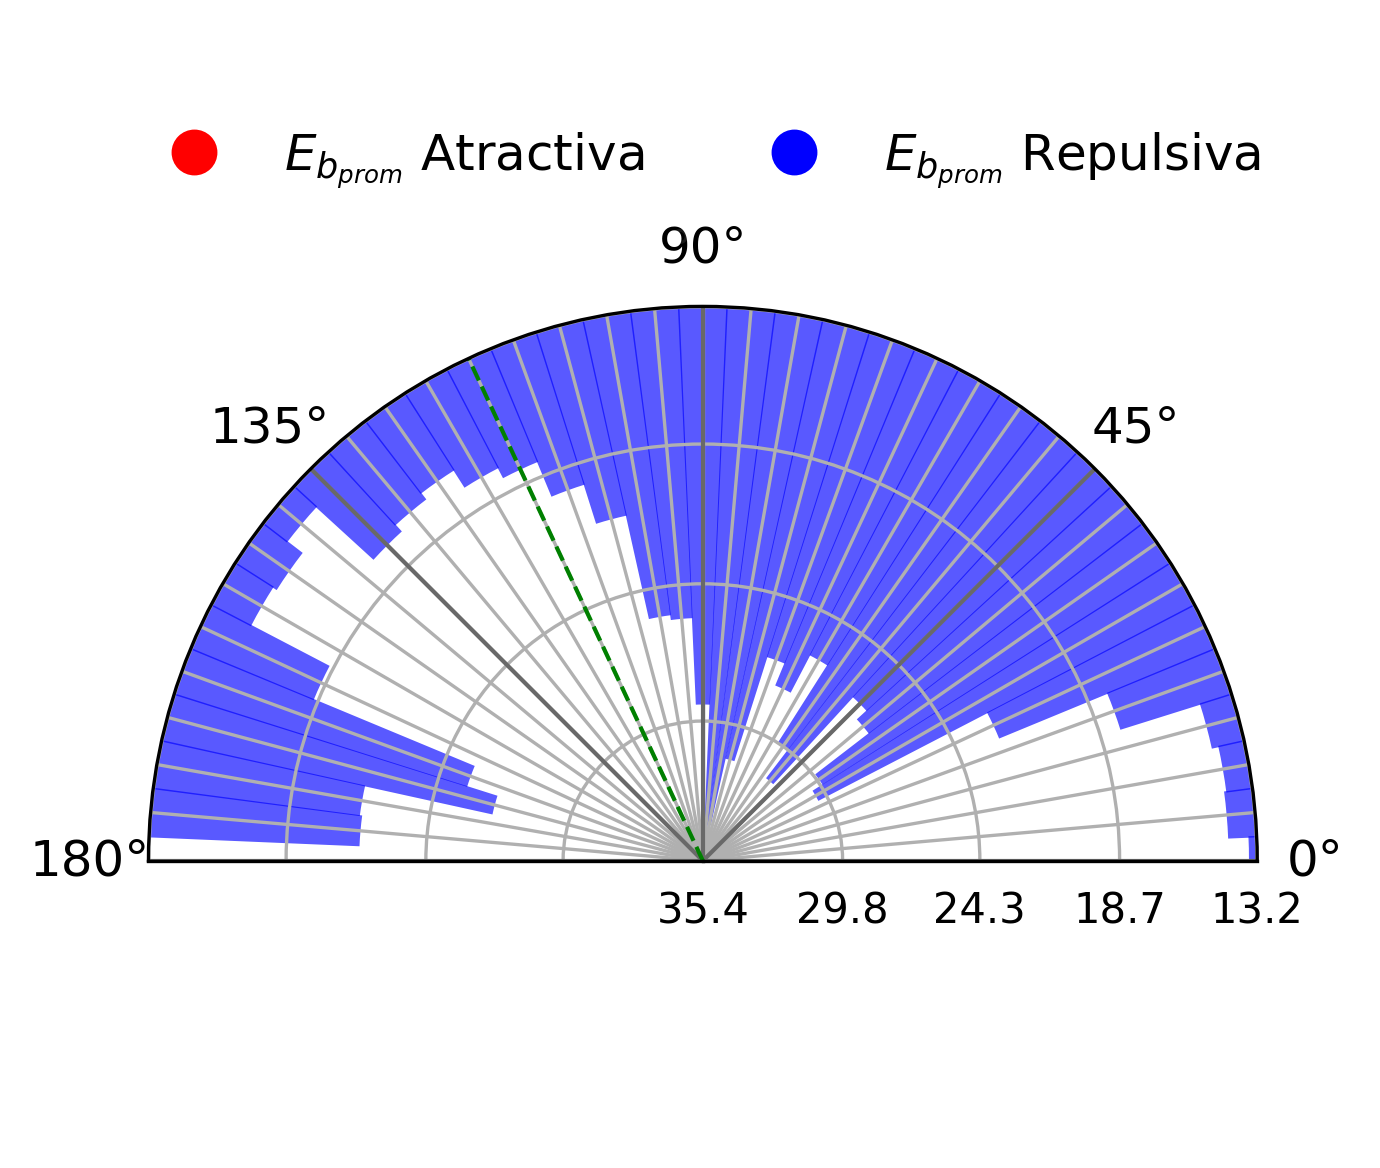 E_{b_{prom}} Atractiva E_{b_{prom}} Repulsiva
90°
135° 45°
180° 0°
35.4 29.8 24.3 18.7 13.2